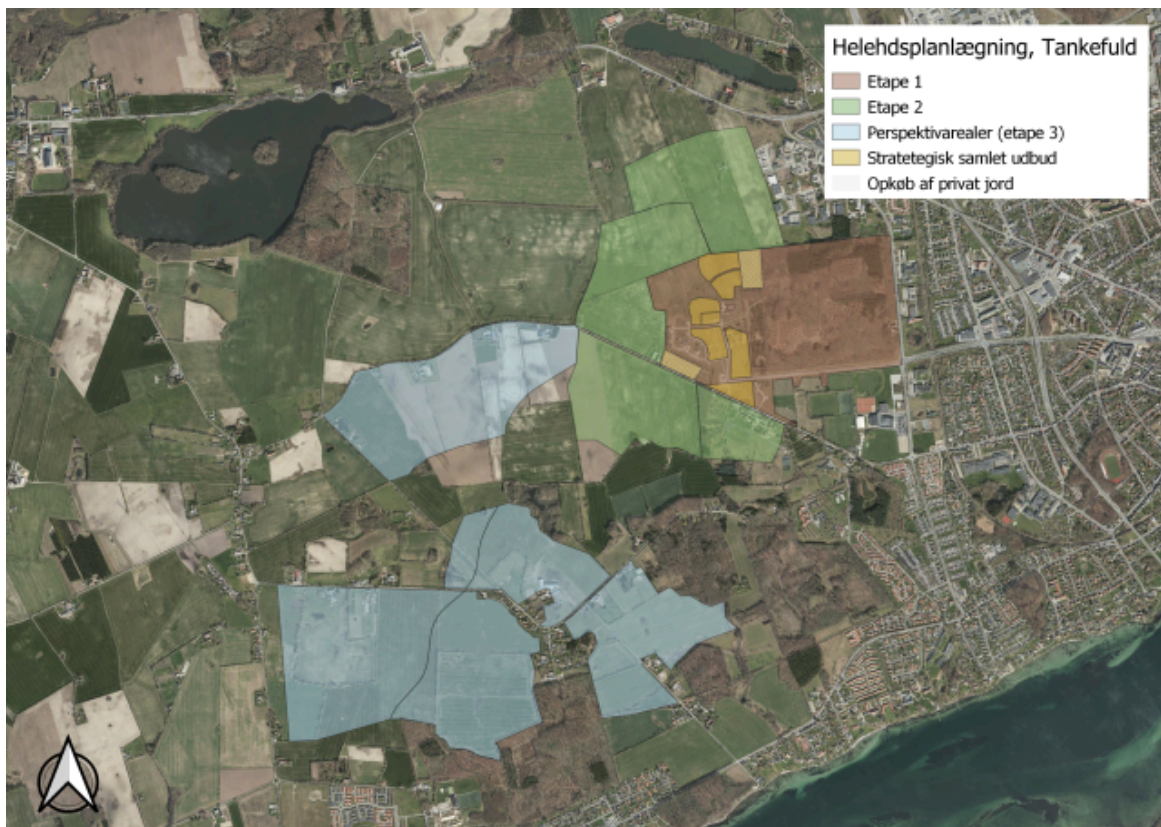 Helehdsplanlægning, Tankefuld
Etape 1
Etape 2
Perspektivarealer (etape 3)
Stratetegisk samlet udbud
Opkøb af privat jord